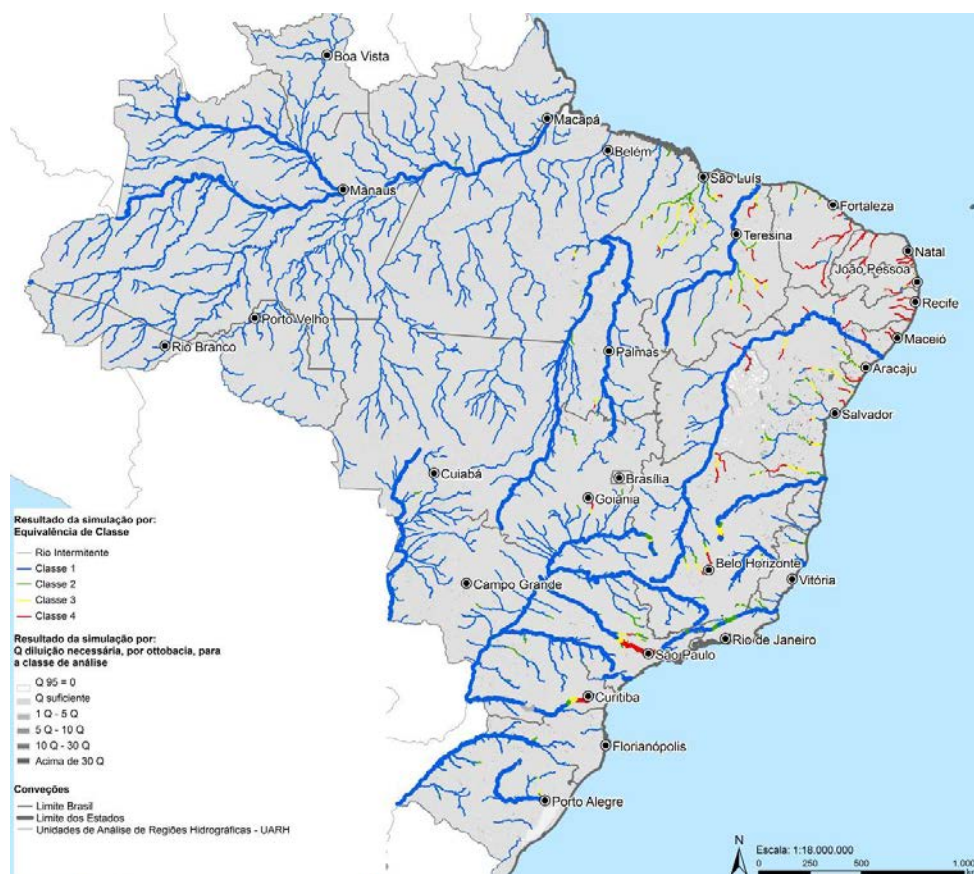 Boa Vista
Macapá
Belém
São Luís
Manaus
Fortaleza
Teresina
Natal
João Pessoa
Recife
Porto Velho
Maceió
Rio Branco
Palmas
Aracaju
Salvador
Cuiabá
Brasília
Goiânia
Resultado da simulação por:
Equivalência de Classe
Rio Intermitente
Classe 1
Classe 2
Classe 3
Classe 4
Belo Horizonte
Vitória
Campo Grande
Rio de Janeiro
São Paulo
Resultado da simulação por:
Q diluição necessária, por ottobacia, para
a classe de análise
Q 95 = 0
Q suficiente
1 Q - 5 Q
5 Q - 10 Q
10 Q - 30 Q
Acima de 30 Q
Curitiba
Florianópolis
Porto Alegre
Conveções
Limite Brasil
Limite dos Estados
Unidades de Análise de Regiões Hidrográficas - UARH
N
Escala: 1:18.000.000
0 250 500 1.000